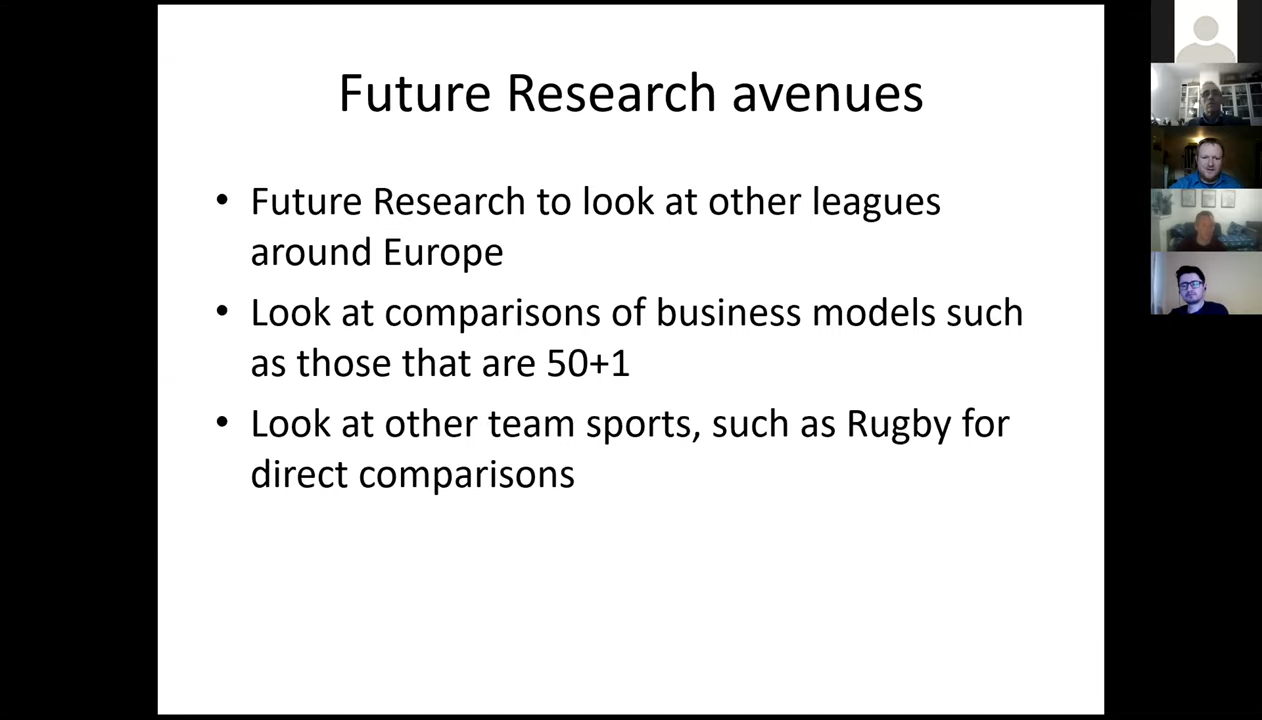 Future Research avenues
• Future Research to look at other leagues
around Europe
• Look at comparisons of business models such
as those that are 50+1
• Look at other team sports, such as Rugby for
direct comparisons